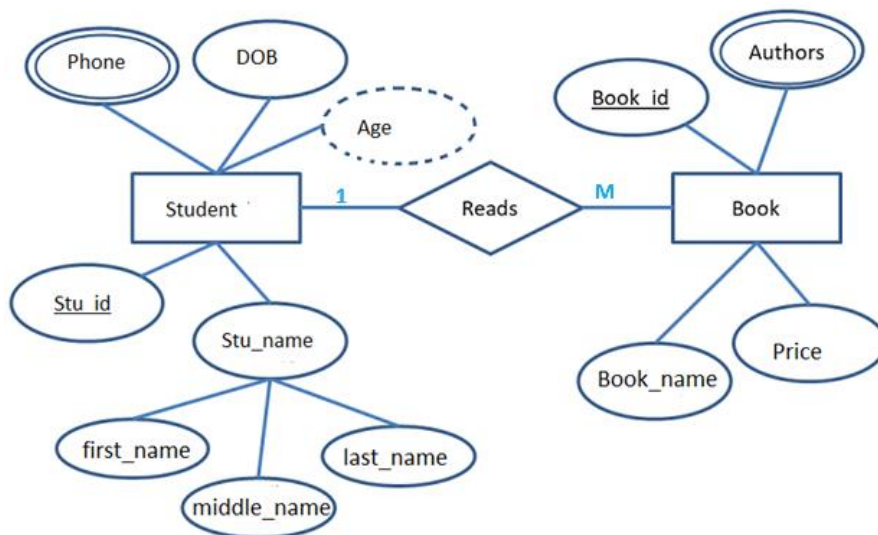 Phone
DOB
Authors
Book_id
Age
Student
1
Reads
M
Book
Stu_id
Stu_name
Price
Book_name
first_name
last_name
middle_name